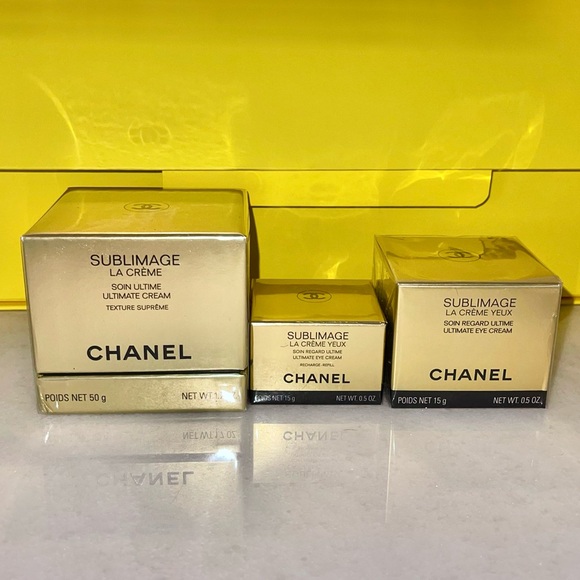 SUBLIMAGE
LA CRÈME
SOIN ULTIME
ULTIMATE CREAM
TEXTURE SUPRÊME
CHANEL
POIDS NET 50 g NET WT.
SUBLIMAGE
LA CRÈME YEUX
SOIN REGARD ULTIME
ULTIMATE EYE CREAM
RECHARGE-REFILL
CHANEL
POIDS NET 15 g NET WT. 0.5 OZ.
SUBLIMAGE
LA CRÈME YEUX
SOIN REGARD ULTIME
ULTIMATE EYE CREAM
CHANEL
POIDS NET 15 g NET WT. 0.5 OZ.